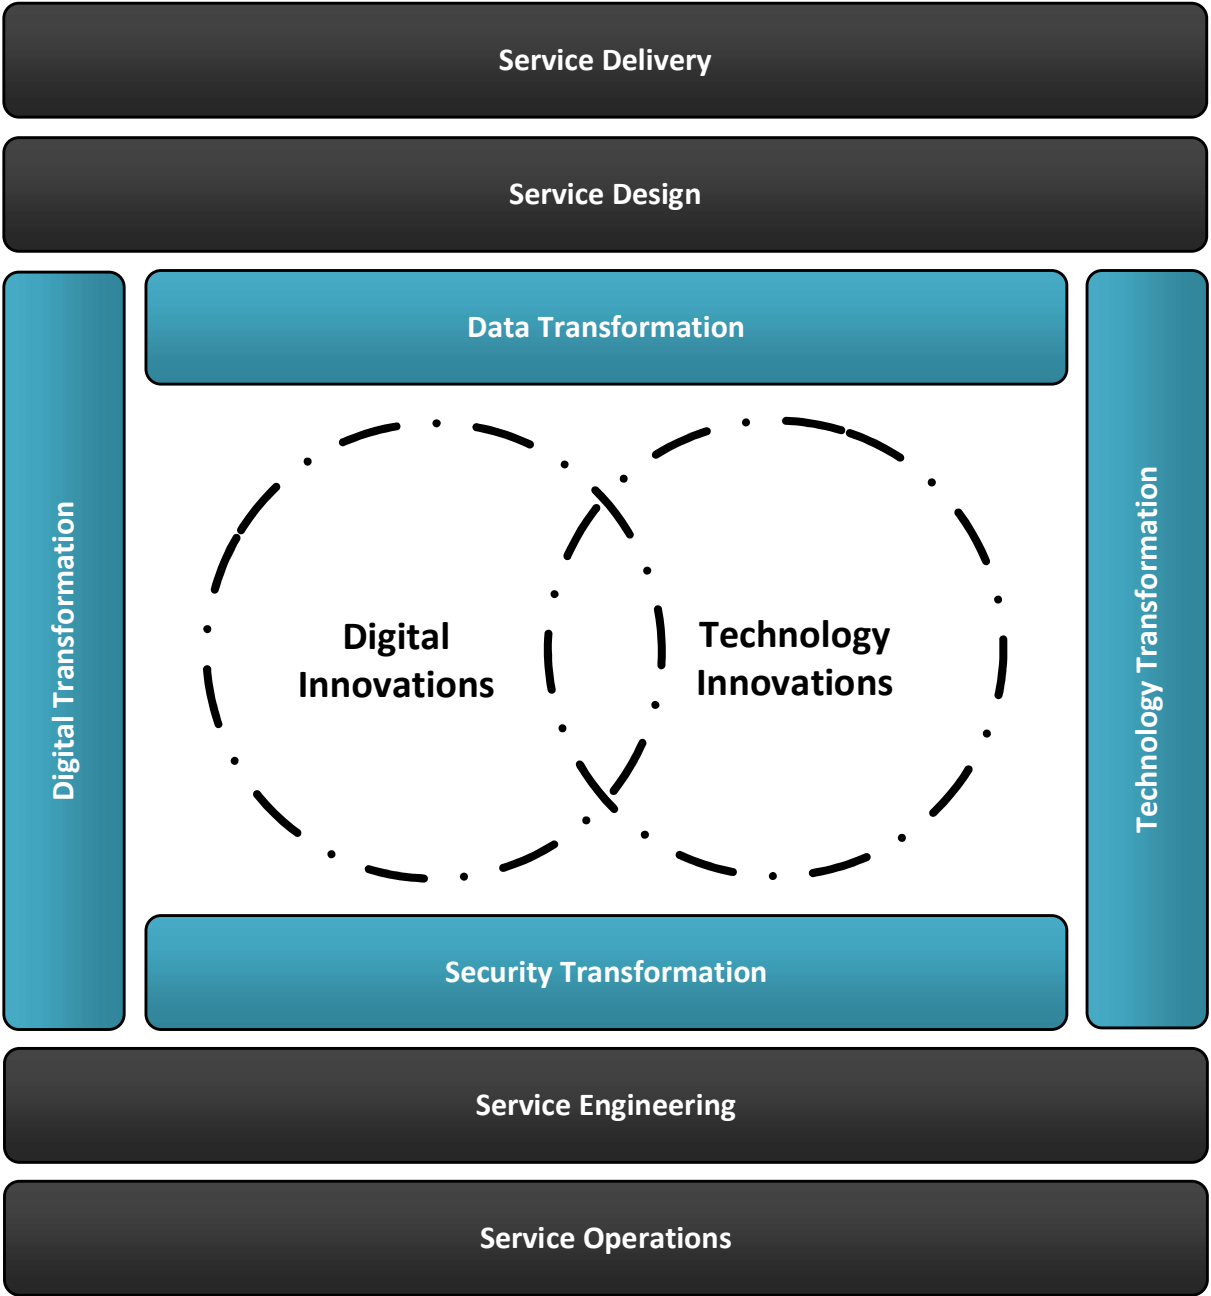 Service Delivery
Service Design
Data Transformation
Digital Transformation
Digital
Innovations
Technology
Innovations
Technology Transformation
Security Transformation
Service Engineering
Service Operations